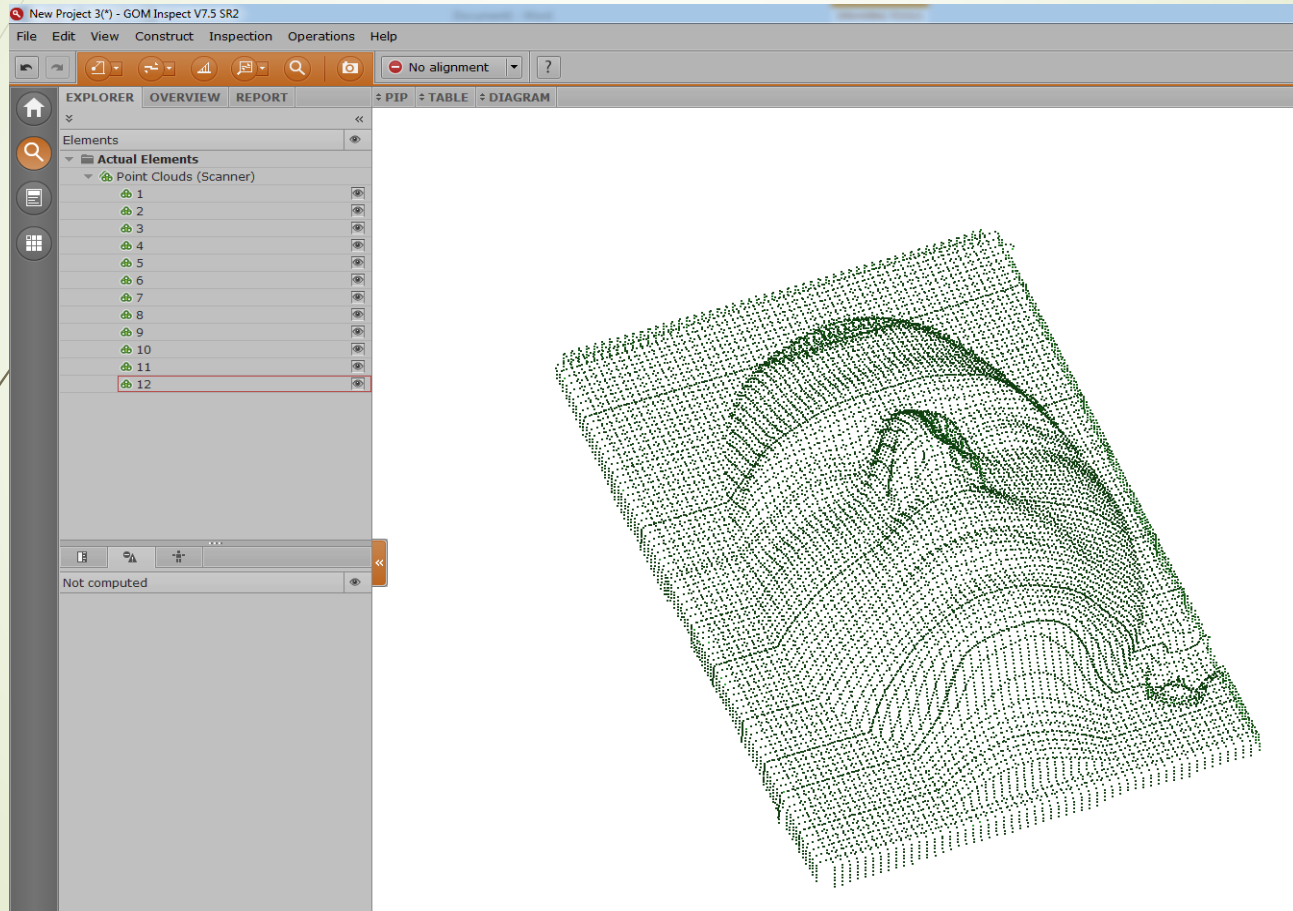 New Project 3(*) - GOM Inspect V7.5 SR2
File Edit View Construct Inspection Operations Help
No alignment ?
EXPLORER OVERVIEW REPORT PIP TABLE DIAGRAM
Elements
Actual Elements
Point Clouds (Scanner)
1
2
3
4
5
6
7
8
9
10
11
12
Not computed